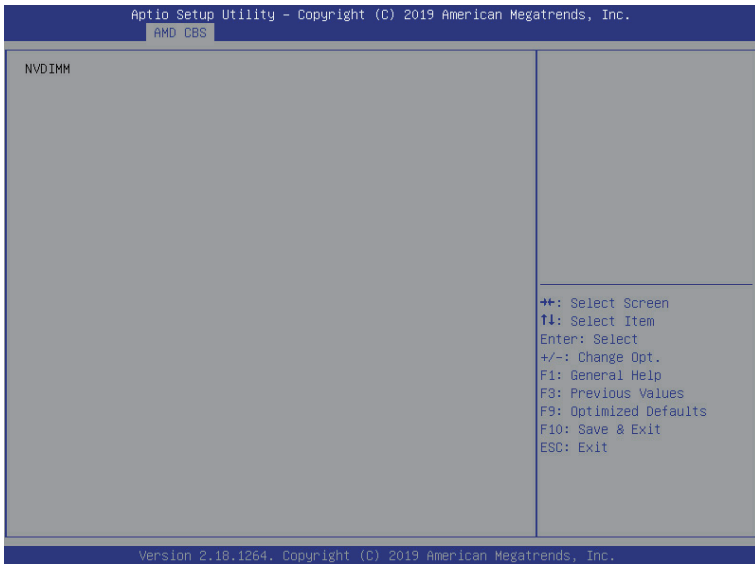 Aptio Setup Utility – Copyright (C) 2019 American Megatrends, Inc.
AMD CBS
NVDIMM
→←: Select Screen
↑↓: Select Item
Enter: Select
+/-: Change Opt.
F1: General Help
F3: Previous Values
F9: Optimized Defaults
F10: Save & Exit
ESC: Exit
Version 2.18.1264. Copyright (C) 2019 American Megatrends, Inc.